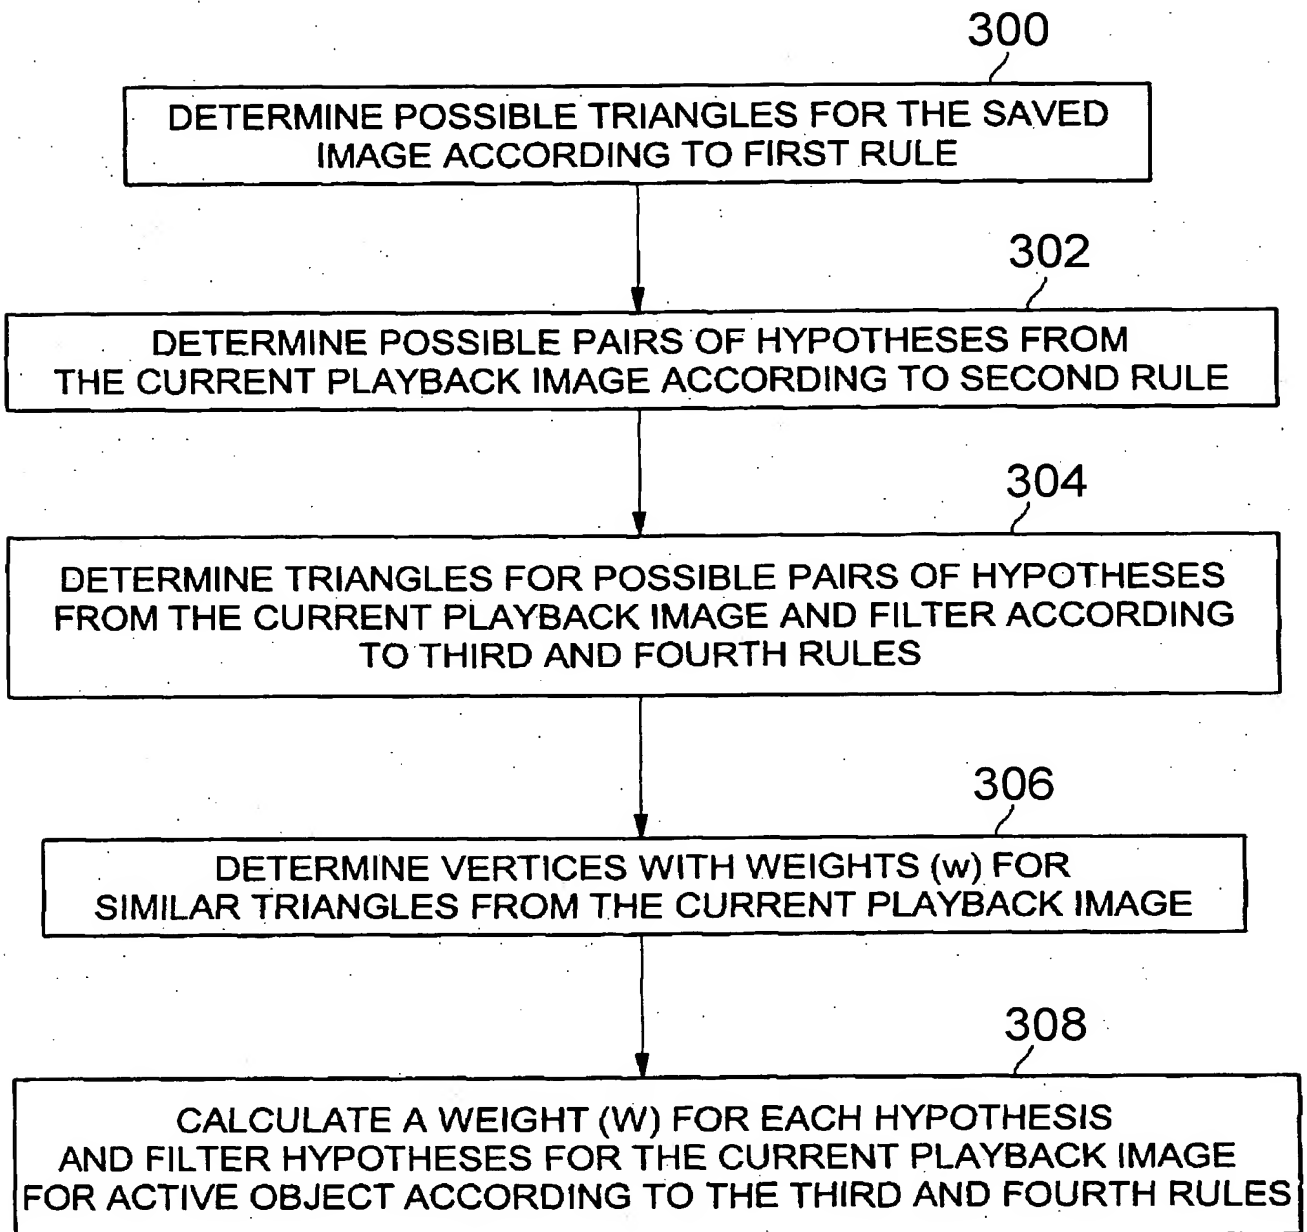 300
DETERMINE POSSIBLE TRIANGLES FOR THE SAVED
IMAGE ACCORDING TO FIRST RULE
302
DETERMINE POSSIBLE PAIRS OF HYPOTHESES FROM
THE CURRENT PLAYBACK IMAGE ACCORDING TO SECOND RULE
304
DETERMINE TRIANGLES FOR POSSIBLE PAIRS OF HYPOTHESES
FROM THE CURRENT PLAYBACK IMAGE AND FILTER ACCORDING
TO THIRD AND FOURTH RULES
306
DETERMINE VERTICES WITH WEIGHTS (w) FOR
SIMILAR TRIANGLES FROM THE CURRENT PLAYBACK IMAGE
308
CALCULATE A WEIGHT (W) FOR EACH HYPOTHESIS
AND FILTER HYPOTHESES FOR THE CURRENT PLAYBACK IMAGE
FOR ACTIVE OBJECT ACCORDING TO THE THIRD AND FOURTH RULES